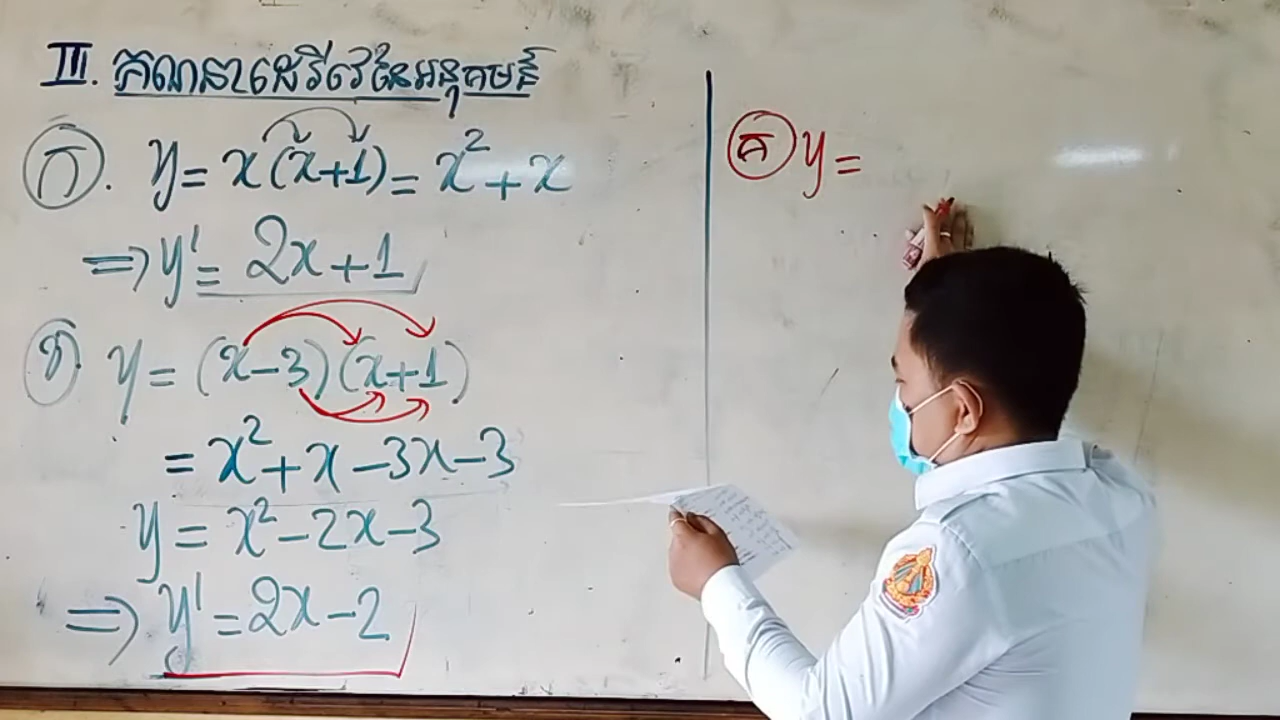 III. គណនាដេរីវេនៃអនុគមន៍
ក. y = x(x+1) = x² + x
⇒ y' = 2x + 1
ខ. y = (x-3)(x+1)
= x² + x - 3x - 3
y = x² - 2x - 3
⇒ y' = 2x - 2
គ y =